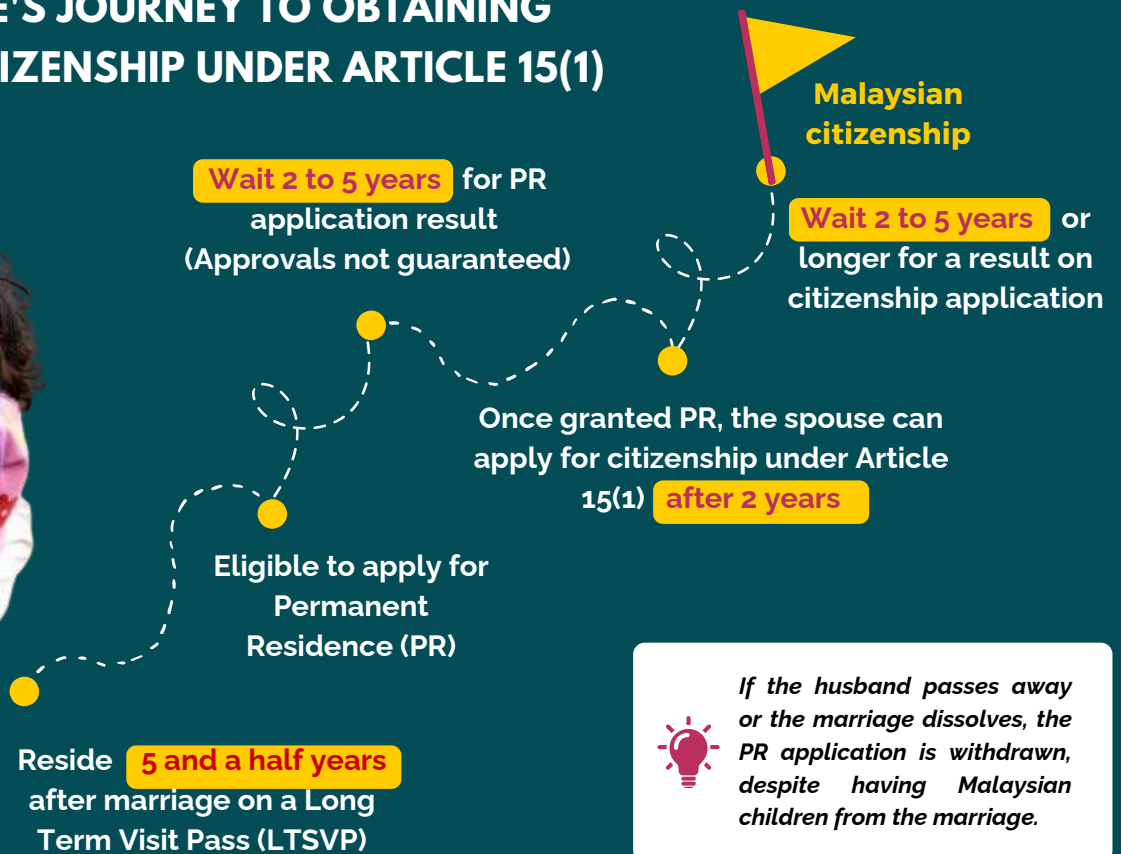 E'S JOURNEY TO OBTAINING
IZENSHIP UNDER ARTICLE 15(1)
Malaysian
citizenship
Wait 2 to 5 years for PR
application result
(Approvals not guaranteed)
Wait 2 to 5 years or
longer for a result on
citizenship application
Once granted PR, the spouse can
apply for citizenship under Article
15(1) after 2 years
Eligible to apply for
Permanent
Residence (PR)
Reside 5 and a half years
after marriage on a Long
Term Visit Pass (LTSVP)
If the husband passes away
or the marriage dissolves, the
PR application is withdrawn,
despite having Malaysian
children from the marriage.